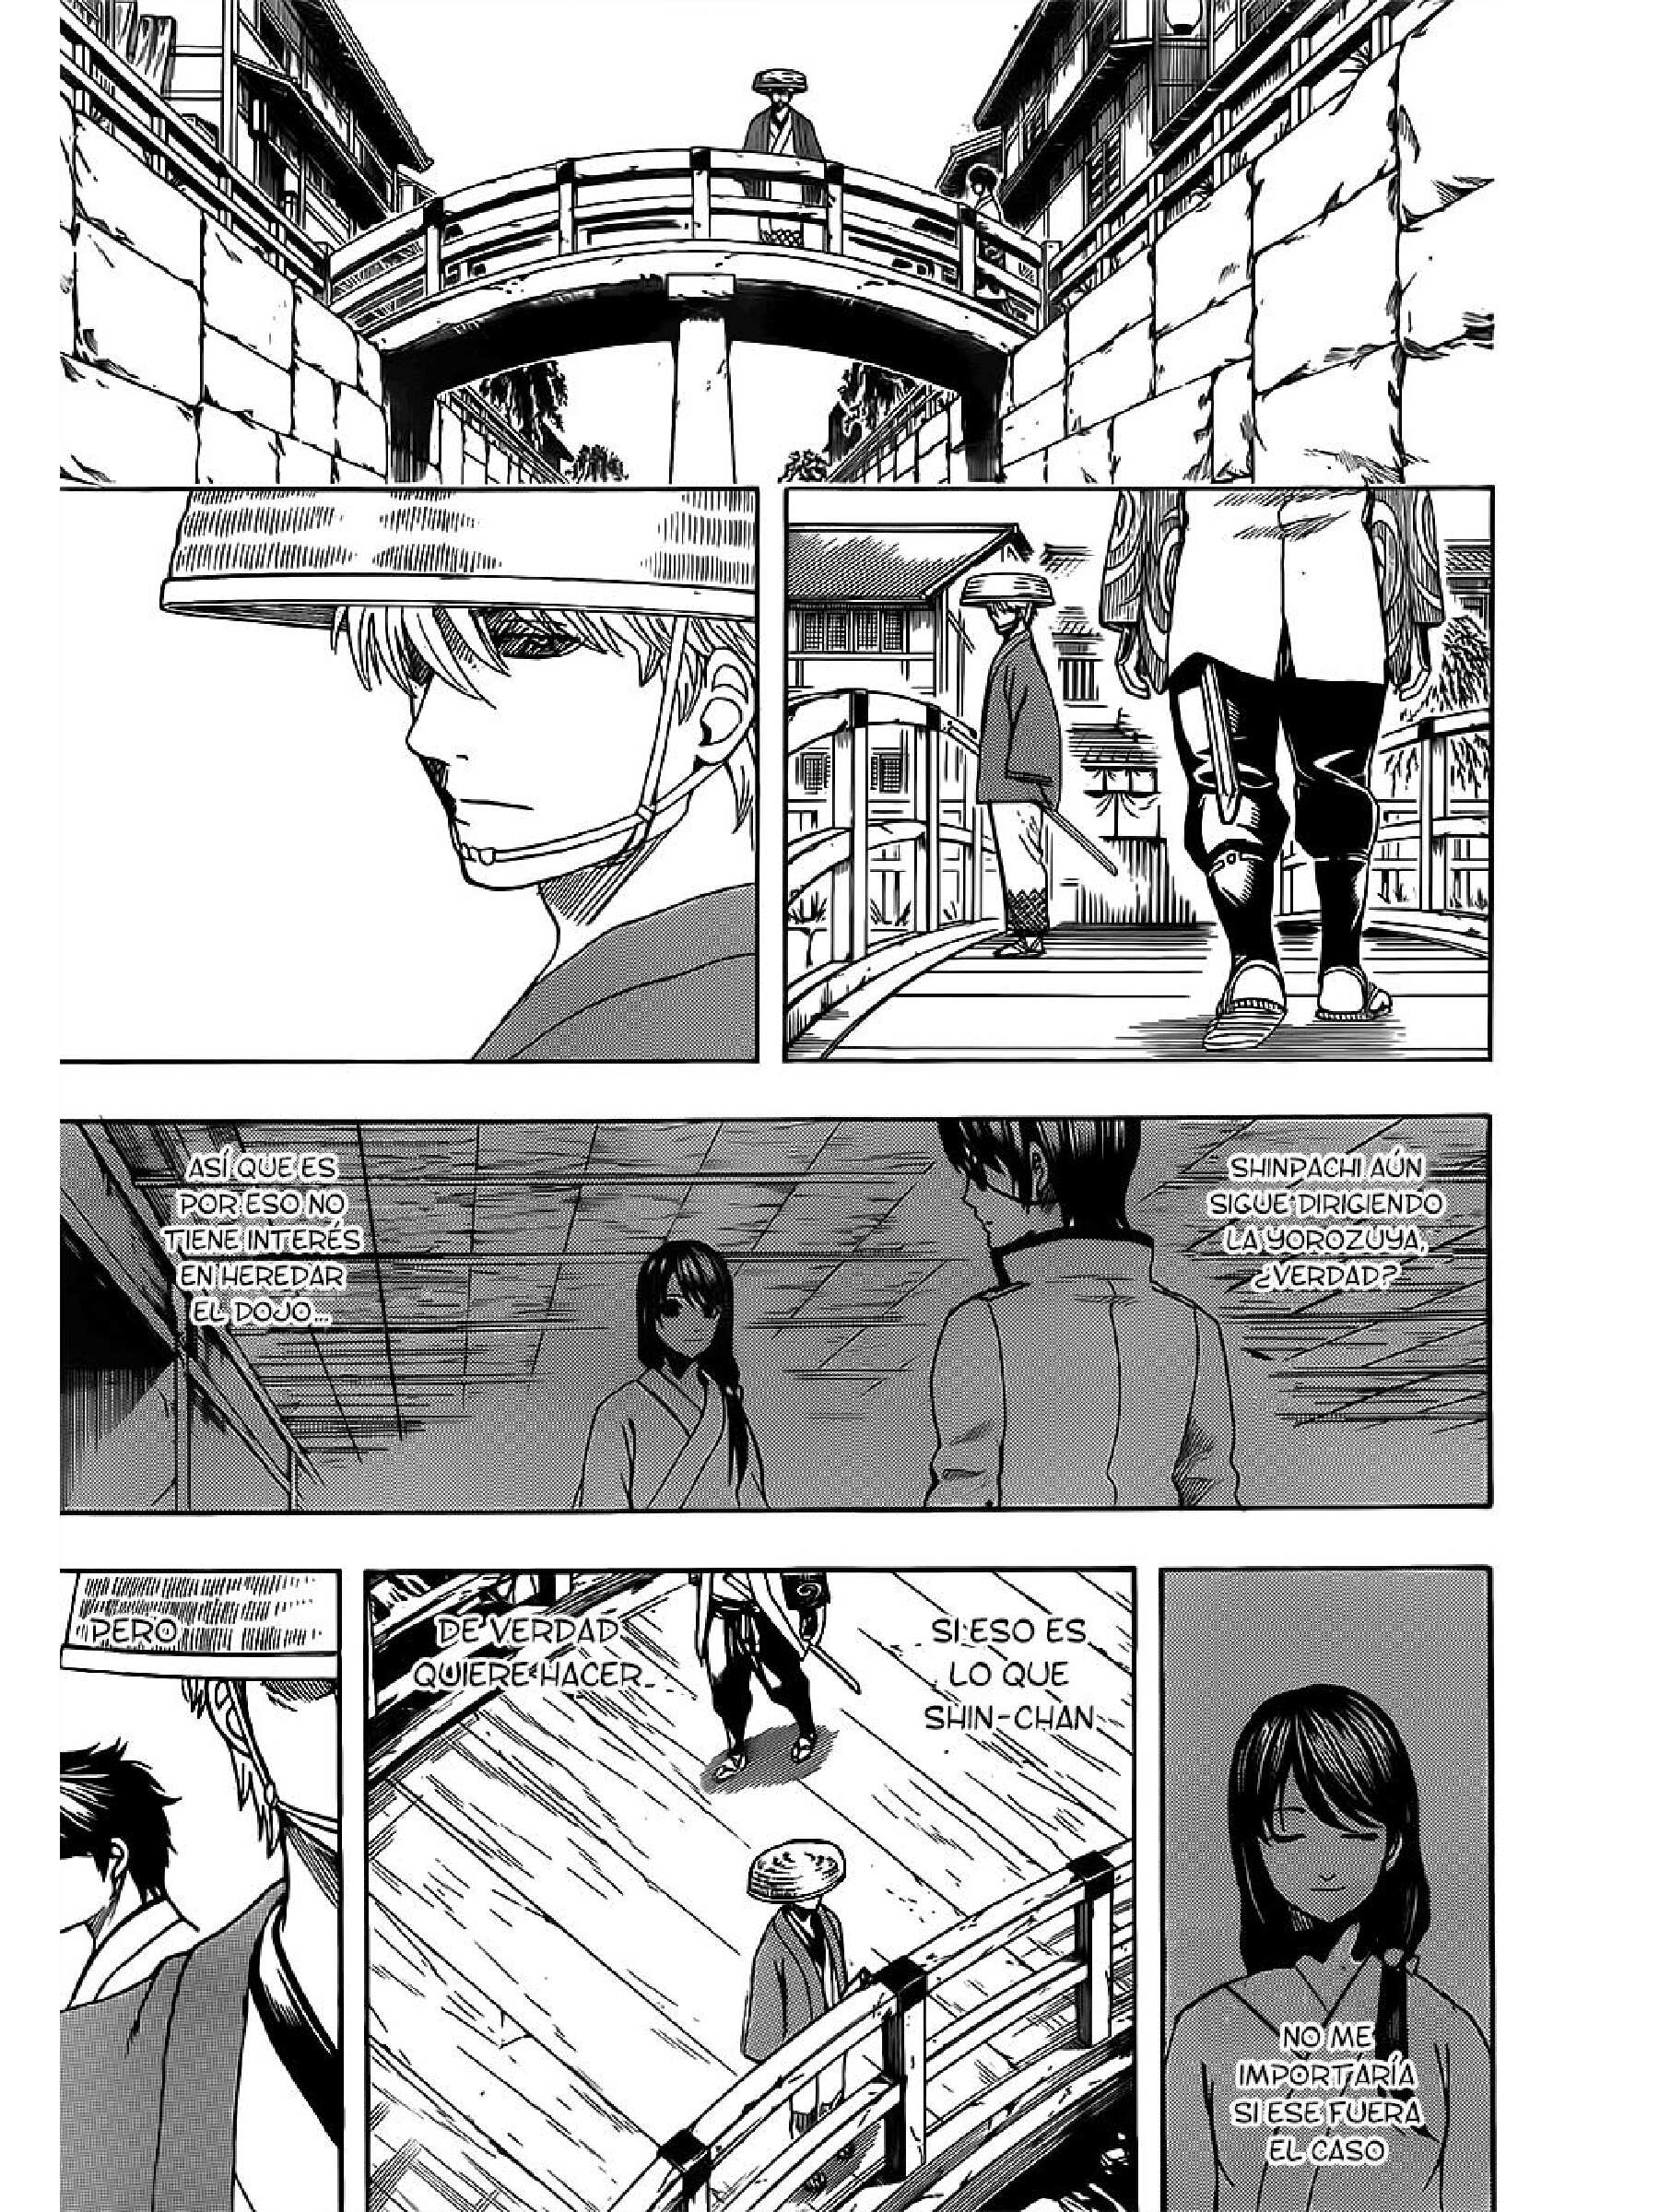 SHINPACHI AÚN
SIGUE DIRIGIENDO
LA YOROZUYA,
¿VERDAD?
ASÍ QUE ES
POR ESO NO
TIENE INTERÉS
EN HEREDAR
EL DOJO...
NO ME
IMPORTARÍA
SI ESE FUERA
EL CASO
SI ESO ES
LO QUE
SHIN-CHAN
DE VERDAD
QUIERE HACER
PERO